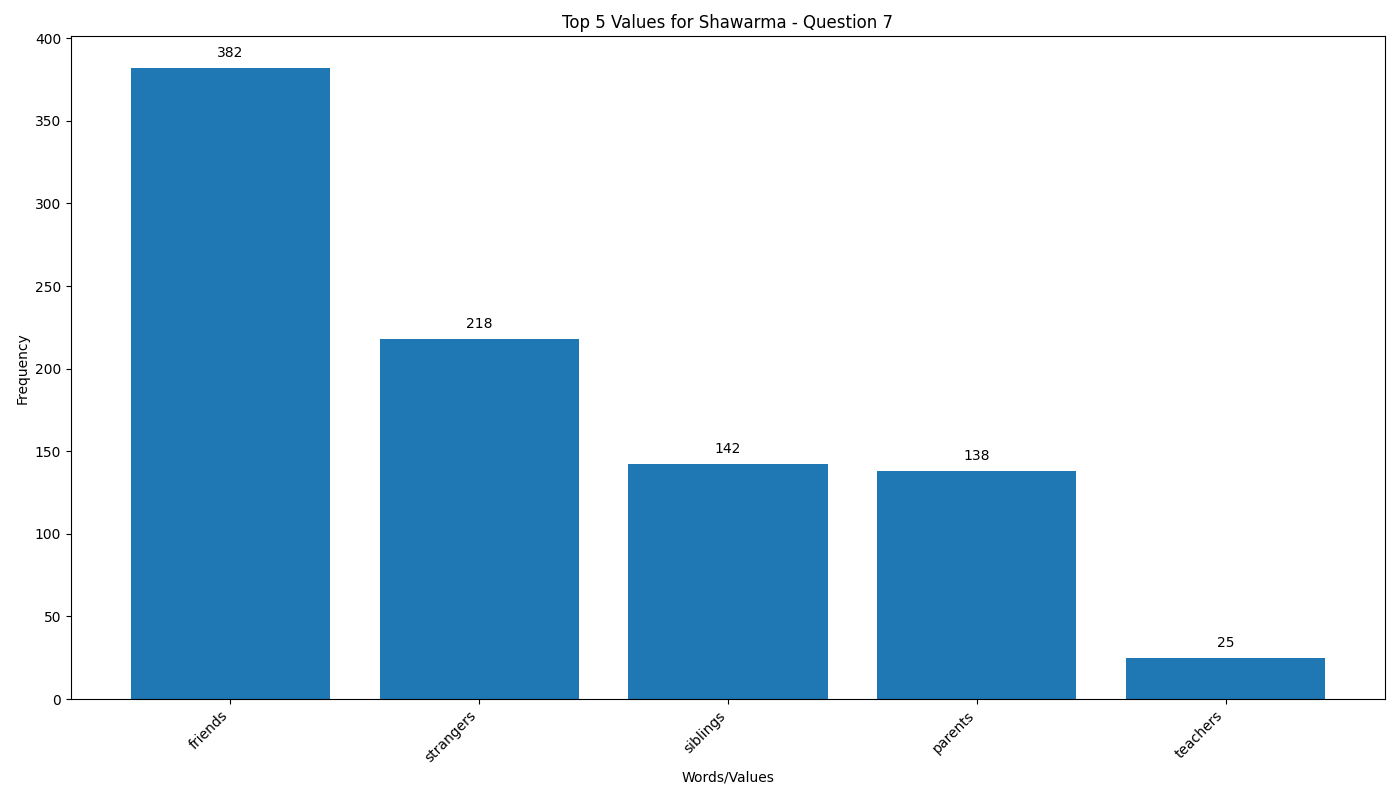 Top 5 Values for Shawarma - Question 7
400
350
300
250
200
150
100
50
0
Frequency
382
218
142
138
25
friends
strangers
siblings
parents
teachers
Words/Values